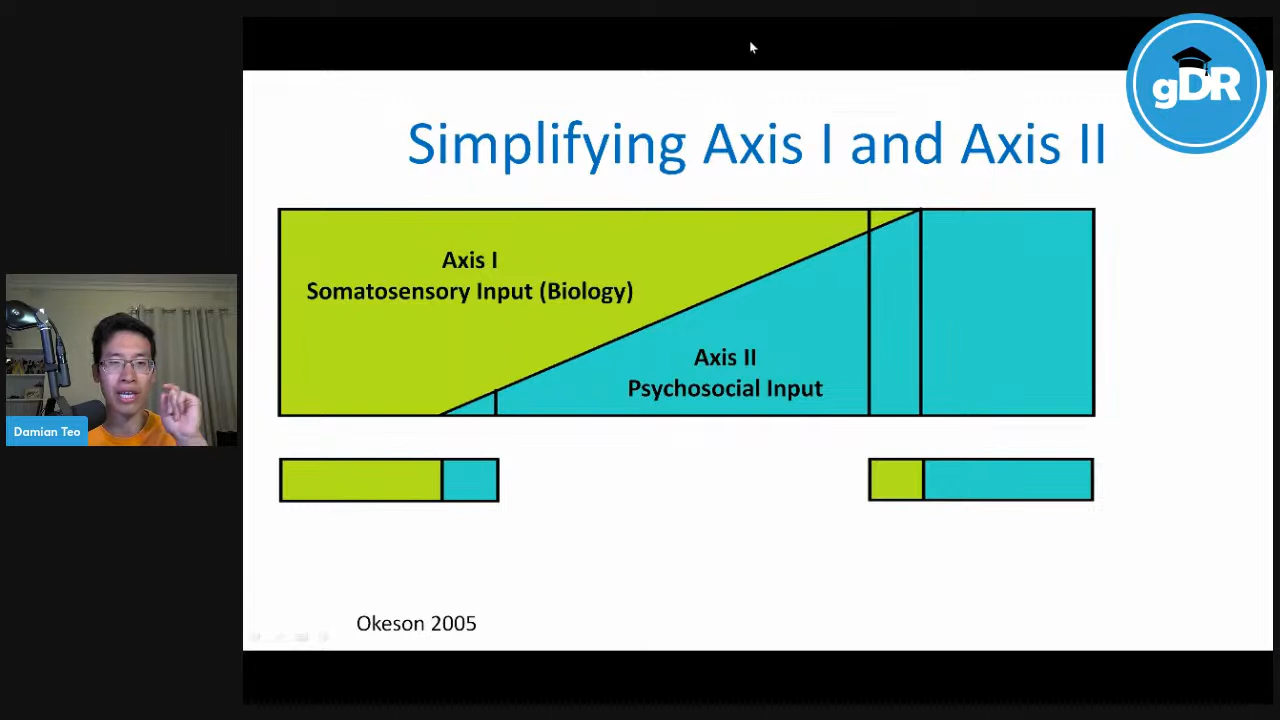 gDR
Simplifying Axis I and Axis II
Axis I
Somatosensory Input (Biology)
Axis II
Psychosocial Input
Damian Teo
Okeson 2005